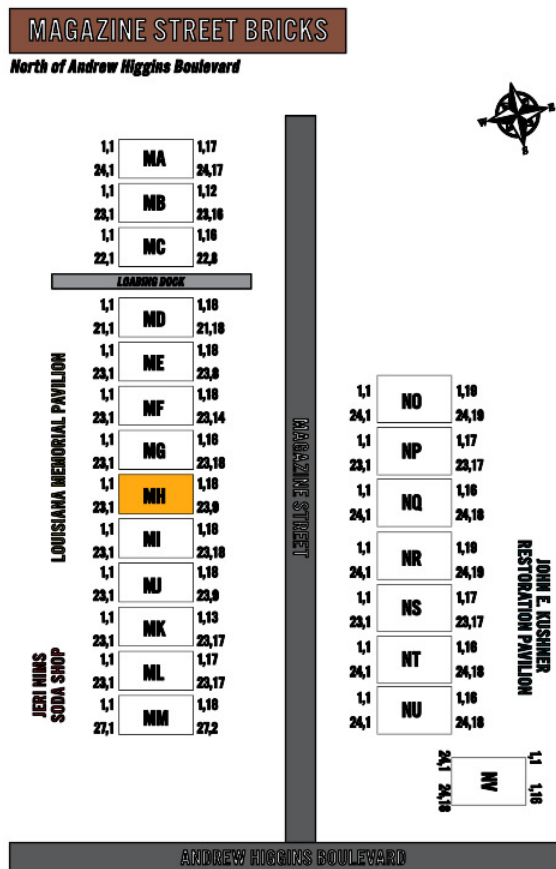 MAGAZINE STREET BRICKS
North of Andrew Higgins Boulevard
N
W
E
S
1,1 MA 1,17
24,1 24,17
1,1 MB 1,12
23,1 23,16
1,1 MC 1,16
22,1 22,8
LOADING DOCK
1,1 MD 1,18
21,1 21,18
1,1 ME 1,18
23,1 23,8
1,1 MF 1,18
23,1 23,14
1,1 MG 1,16
23,1 23,18
1,1 MH 1,18
23,1 23,9
1,1 MI 1,18
23,1 23,18
1,1 MJ 1,18
23,1 23,9
1,1 MK 1,13
23,1 23,17
1,1 ML 1,17
23,1 23,17
1,1 MM 1,18
27,1 27,2
LOUISIANA MEMORIAL PAVILION
JERI NIMS
SODA SHOP
MAGAZINE STREET
1,1 NO 1,19
24,1 24,19
1,1 NP 1,17
23,1 23,17
1,1 NQ 1,16
24,1 24,18
1,1 NR 1,19
24,1 24,19
1,1 NS 1,17
23,1 23,17
1,1 NT 1,16
24,1 24,18
1,1 NU 1,16
24,1 24,18
JOHN E. KUSHNER
RESTORATION PAVILION
24,1 NV 1,1
24,18 1,16
ANDREW HIGGINS BOULEVARD